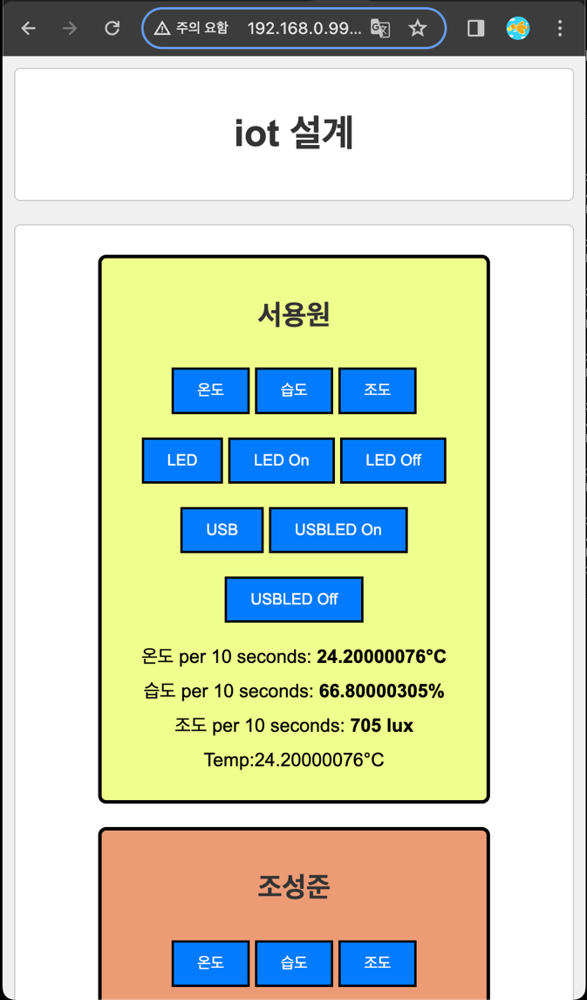 주의 요함 192.168.0.99...
iot 설계
서용원
온도 습도 조도
LED LED On LED Off
USB USBLED On
USBLED Off
온도 per 10 seconds: 24.20000076°C
습도 per 10 seconds: 66.80000305%
조도 per 10 seconds: 705 lux
Temp:24.20000076°C
조성준
온도 습도 조도